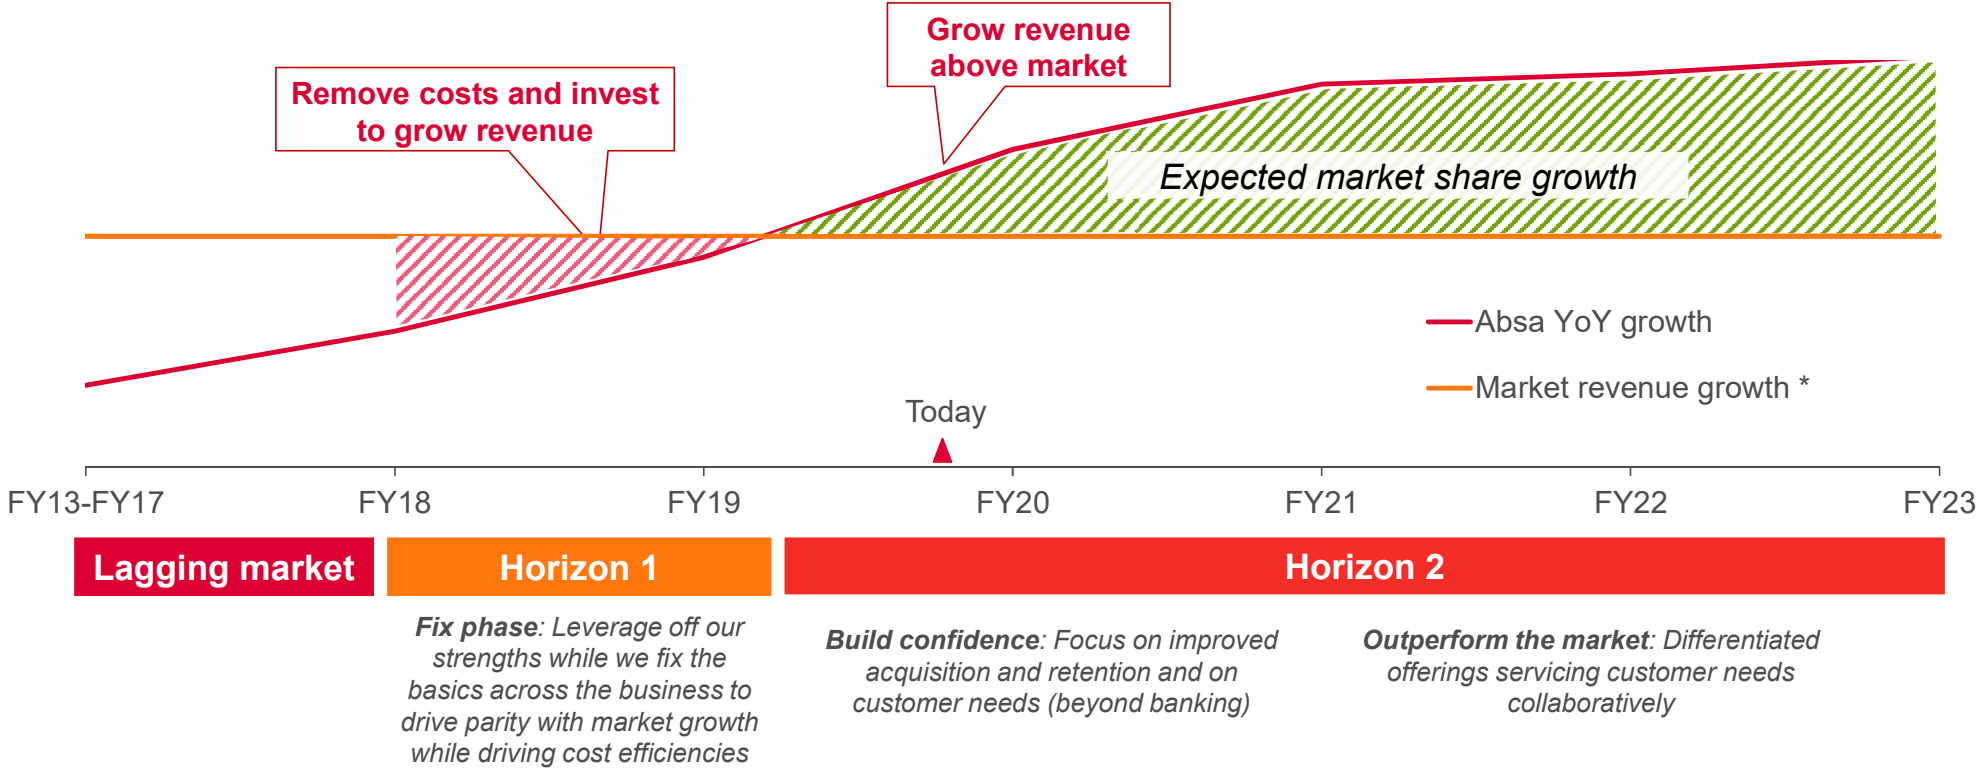 Grow revenue
above market
Remove costs and invest
to grow revenue
Expected market share growth
Absa YoY growth
Market revenue growth *
Today
FY13-FY17
FY18
FY19
FY20
FY21
FY22
FY23
Lagging market
Horizon 1
Horizon 2
Fix phase: Leverage off our
strengths while we fix the
basics across the business to
drive parity with market growth
while driving cost efficiencies
Build confidence: Focus on improved
acquisition and retention and on
customer needs (beyond banking)
Outperform the market: Differentiated
offerings servicing customer needs
collaboratively